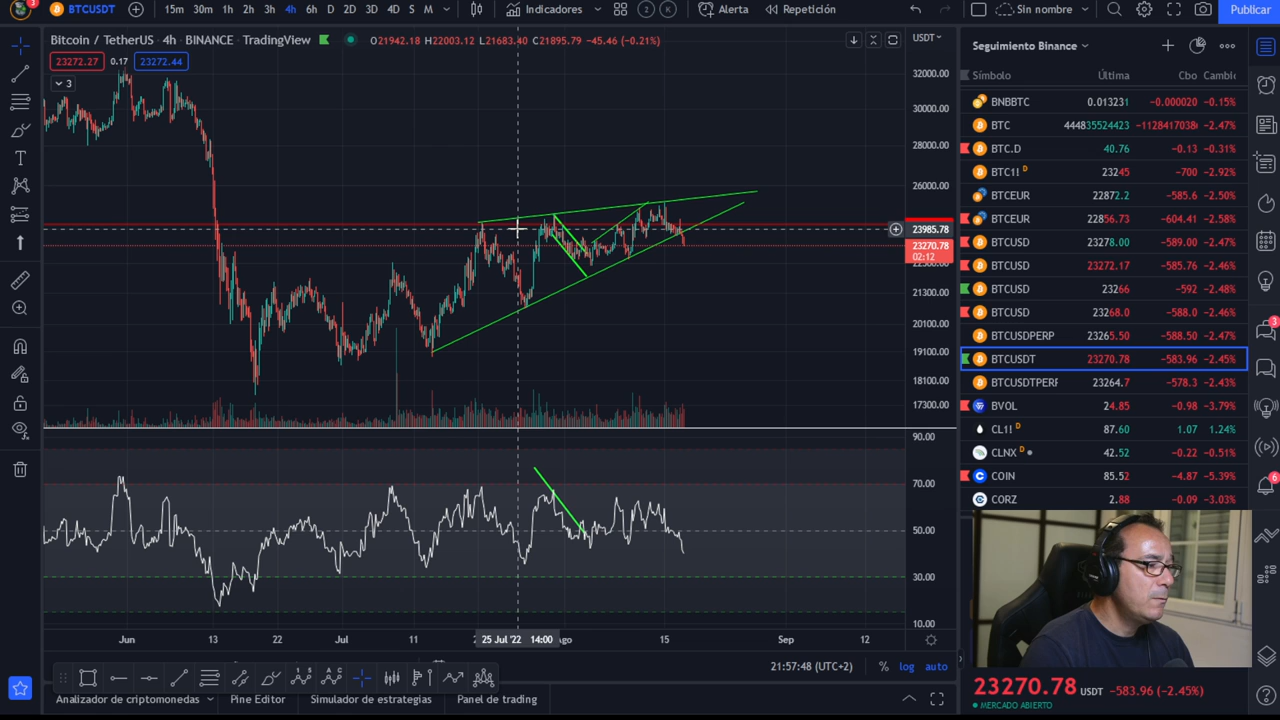 3
BTCUSDT
15m 30m 1h 2h 3h 4h 6h D 2D 3D 4D S M
Indicadores
2 K
Alerta
Repetición
Sin nombre
Publicar
Bitcoin / TetherUS · 4h · BINANCE · TradingView
O21942.18 H22003.12 L21683.40 C21895.79 −45.46 (−0.21%)
USDT
23272.27 0.17 23272.44
3
32000.00
30000.00
28000.00
26000.00
23985.78
23270.78
02:12
21300.00
20100.00
19100.00
18100.00
17300.00
90.00
70.00
50.00
30.00
10.00
Jun 13 22 Jul 11 25 Jul '22 14:00 15 Sep 12
21:57:48 (UTC+2) % log auto
Analizador de criptomonedas Pine Editor Simulador de estrategias Panel de trading
Seguimiento Binance
Símbolo Última Cbo
BNBBTC 0.013231 −0.000020 −0.15%
BTC 444835524423 −2.47%
BTC.D 40.76 −0.13 −0.31%
BTC1! D 23245 −700 −2.92%
BTCEUR 22872.2 −585.6 −2.50%
BTCEUR 22856.73 −604.41 −2.58%
BTCUSD 23278.00 −589.00 −2.47%
BTCUSD 23272.17 −585.76 −2.46%
BTCUSD 23266 −592 −2.48%
BTCUSD 23268.0 −588.0 −2.46%
BTCUSDPERP 23265.50 −588.50 −2.47%
BTCUSDT 23270.78 −583.96 −2.45%
BTCUSDTPERF 23264.7 −578.3 −2.43%
BVOL 24.85 −0.98 −3.79%
CL1! D 87.60 1.07 1.24%
CLNX D 42.52 −0.22 −0.51%
COIN 85.52 −4.87 −5.39%
CORZ 2.88 −0.09 −3.03%
23270.78 USDT −583.96 (−2.45%)
MERCADO ABIERTO
3
6